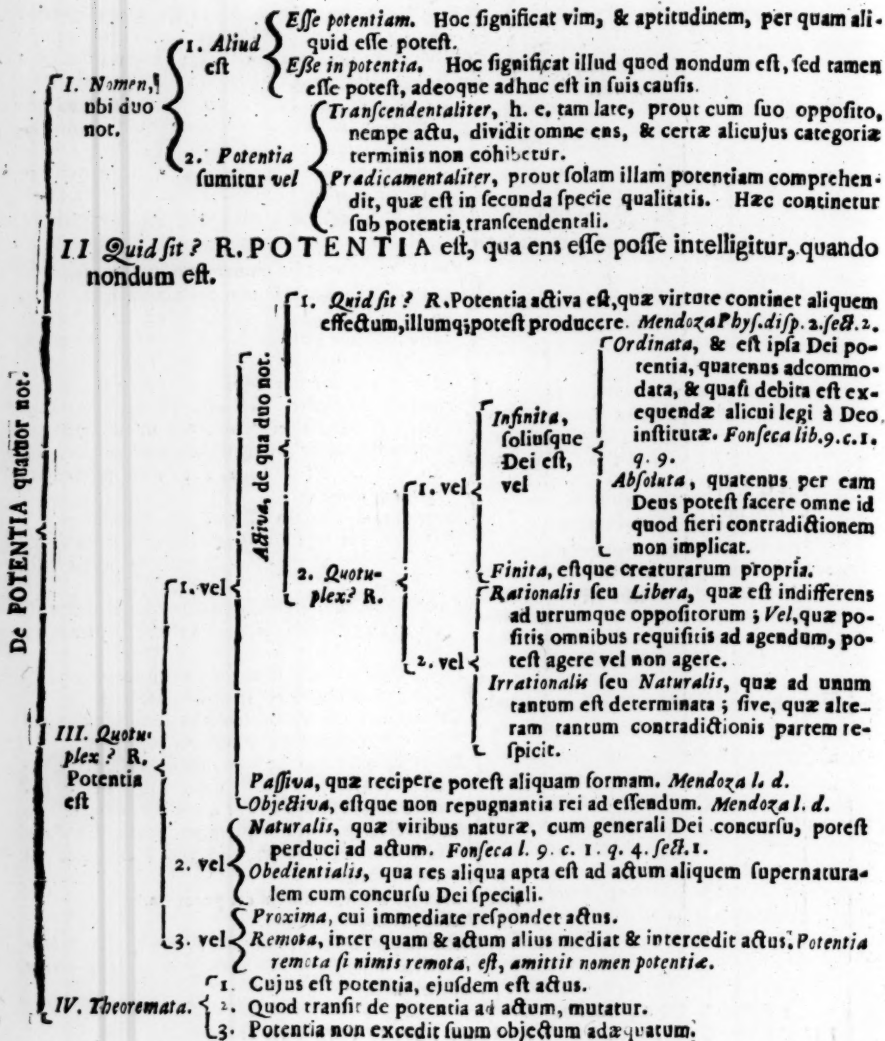 De POTENTIA quatuor not.
I. Nomen,
ubi duo
not.
1. Aliud
est
Eſſe potentiam. Hoc ſignificat vim, & aptitudinem, per quam ali-
quid eſſe poteſt.
Eſſe in potentia. Hoc ſignificat illud quod nondum eſt, ſed tamen
eſſe poteſt, adeoque adhuc eſt in ſuis cauſis.
2. Potentia
ſumitur vel
Tranſcendentaliter, h. e. tam late, prout cum ſuo oppoſito,
nempe actu, dividit omne ens, & certæ alicujus categoriæ
terminis non cohibetur.
Prædicamentaliter, prout ſolam illam potentiam comprehen-
dit, quæ eſt in ſecunda ſpecie qualitatis. Hæc continetur
ſub potentia tranſcendentali.
II Quid ſit? R. POTENTIA eſt, qua ens eſſe poſſe intelligitur, quando
nondum eſt.
III. Quotu-
plex? R.
Potentia
eſt
1. vel
Activa, de qua duo not.
1. Quid ſit? R. Potentia activa eſt, quæ virtute continet aliquem
effectum, illumq; poteſt producere. Mendoza Phyſ. diſp. 2. ſect. 2.
2. Quotu-
plex? R.
1. vel
Infinita,
ſoliuſque
Dei eſt,
vel
Ordinata, & eſt ipſa Dei po-
tentia, quatenus adcommo-
data, & quaſi debita eſt ex-
equendæ alicui legi à Deo
inſtitutæ. Fonſeca lib. 9. c. 1.
q. 9.
Abſoluta, quatenus per eam
Deus poteſt facere omne id
quod fieri contradictionem
non implicat.
Finita, eſtque creaturarum propria.
2. vel
Rationalis ſeu Libera, quæ eſt indifferens
ad utrumque oppoſitorum; Vel, quæ po-
ſitis omnibus requiſitis ad agendum, po-
teſt agere vel non agere.
Irrationalis ſeu Naturalis, quæ ad unum
tantum eſt determinata; ſive, quæ alte-
ram tantum contradictionis partem re-
ſpicit.
Paſſiva, quæ recipere poteſt aliquam formam. Mendoza l. d.
Objectiva, eſtque non repugnantia rei ad eſſendum. Mendoza l. d.
2. vel
Naturalis, quæ viribus naturæ, cum generali Dei concurſu, poteſt
perduci ad actum. Fonſeca l. 9. c. 1. q. 4. ſect. 1.
Obedientialis, qua res aliqua apta eſt ad actum aliquem ſupernatura-
lem cum concurſu Dei ſpeciali.
3. vel
Proxima, cui immediate reſpondet actus.
Remota, inter quam & actum alius mediat & intercedit actus. Potentia
remota ſi nimis remota, eſt, amittit nomen potentiæ.
IV. Theoremata.
1. Cujus eſt potentia, ejuſdem eſt actus.
2. Quod tranſit de potentia ad actum, mutatur.
3. Potentia non excedit ſuum objectum adæquatum.